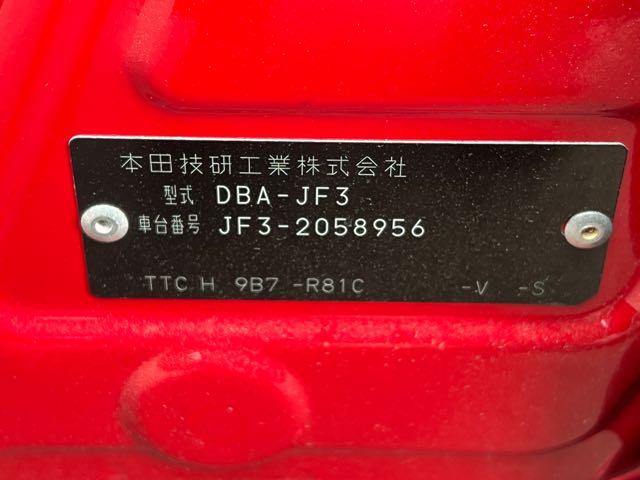 本田技研工業株式会社
型式 DBA-JF3
車台番号 JF3-2058956
TTC H 9B7 -R81C -V -S